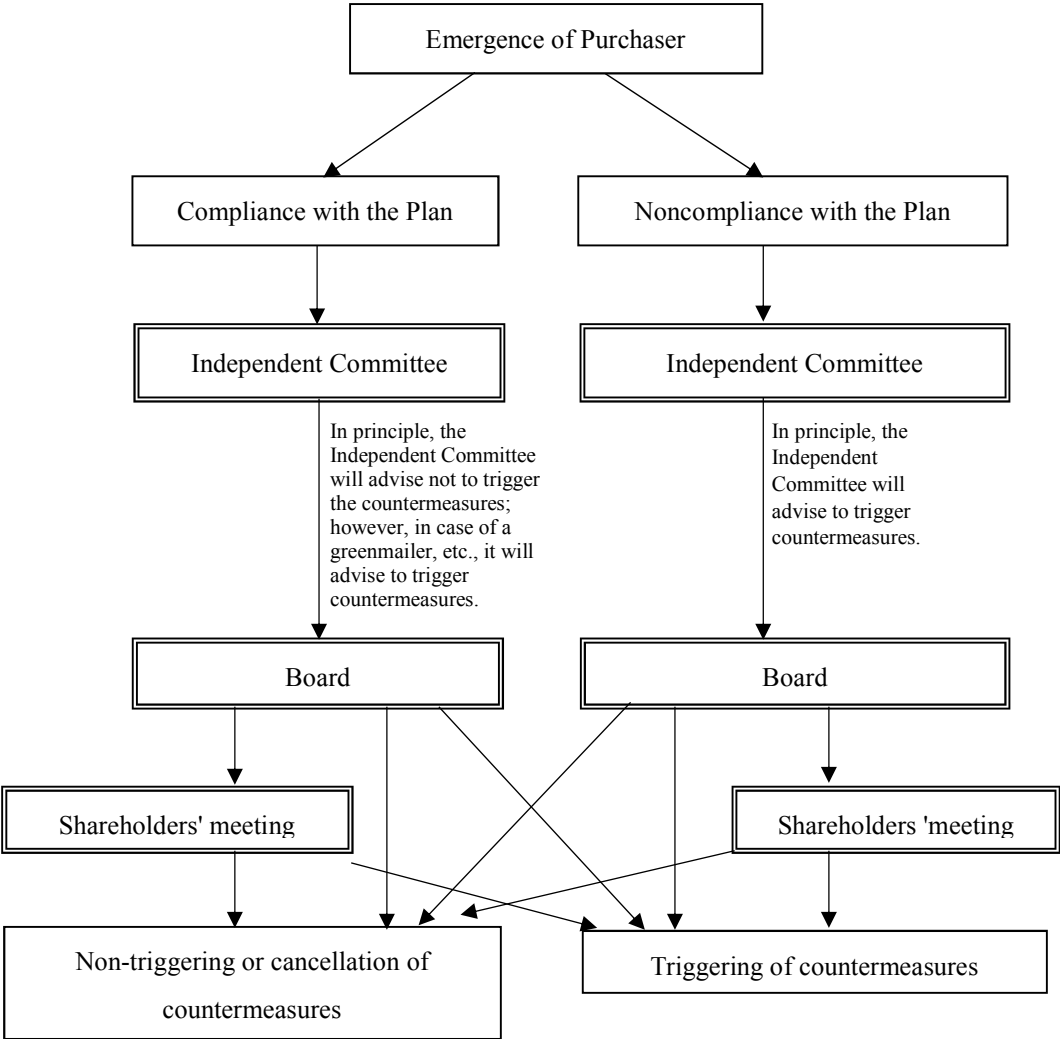 Emergence of Purchaser
Compliance with the Plan
Noncompliance with the Plan
Independent Committee
Independent Committee
In principle, the
Independent Committee
will advise not to trigger
the countermeasures;
however, in case of a
greenmailer, etc., it will
advise to trigger
countermeasures.
In principle, the
Independent
Committee will
advise to trigger
countermeasures.
Board
Board
Shareholders' meeting
Shareholders 'meeting
Non-triggering or cancellation of
countermeasures
Triggering of countermeasures